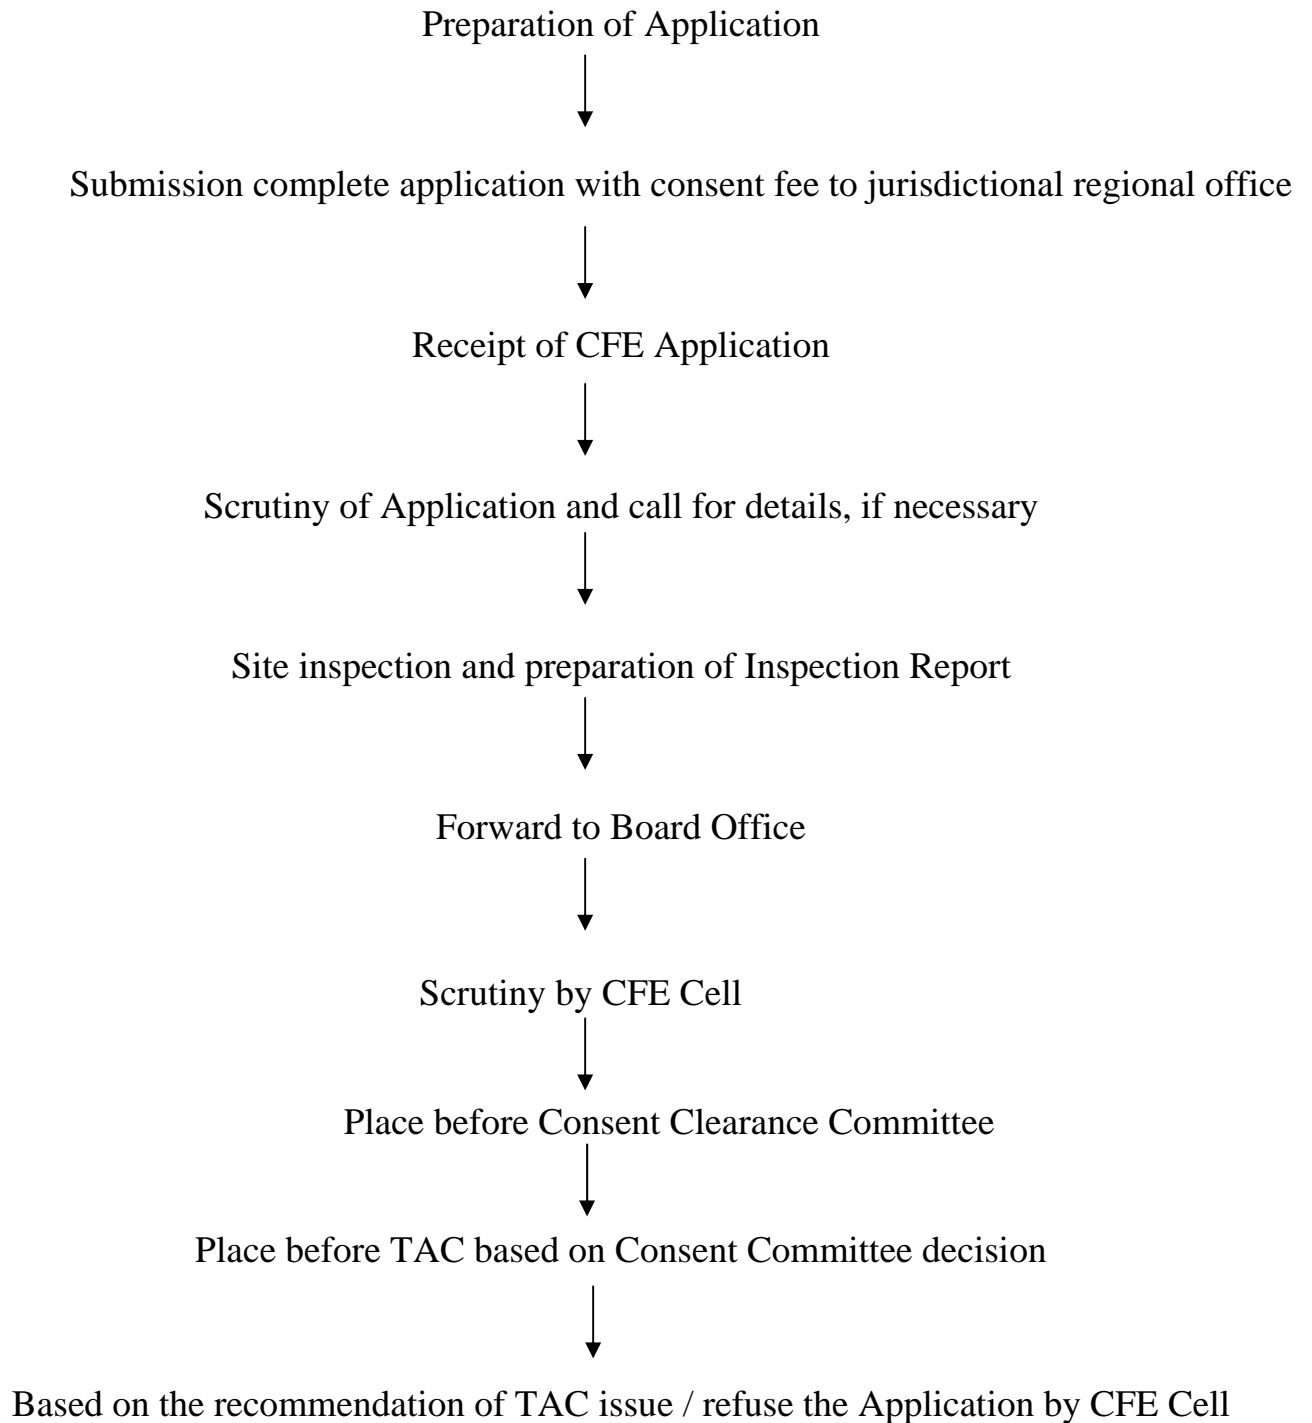 Preparation of Application
Submission complete application with consent fee to jurisdictional regional office
Receipt of CFE Application
Scrutiny of Application and call for details, if necessary
Site inspection and preparation of Inspection Report
Forward to Board Office
Scrutiny by CFE Cell
Place before Consent Clearance Committee
Place before TAC based on Consent Committee decision
Based on the recommendation of TAC issue / refuse the Application by CFE Cell